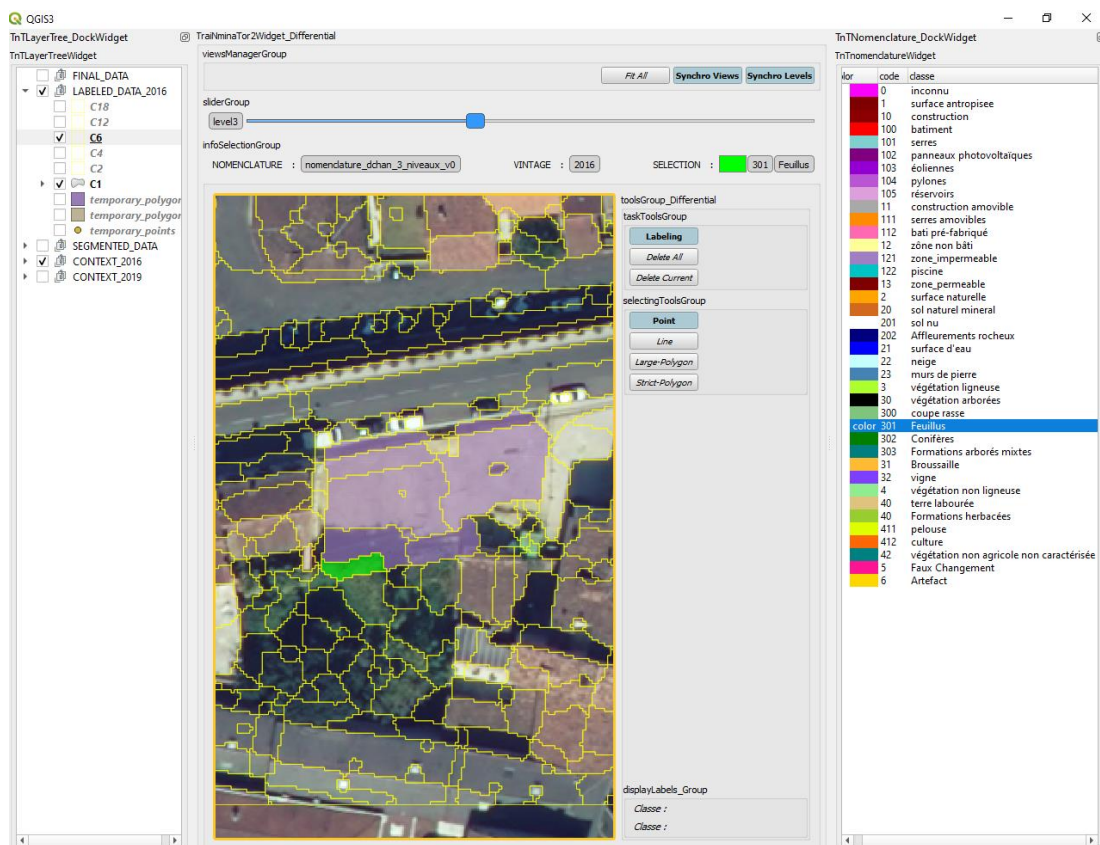 QGIS3
TnTLayerTree_DockWidget
TnTLayerTreeWidget
FINAL_DATA
LABELED_DATA_2016
C18
C12
C6
C4
C2
C1
temporary_polygor
temporary_polygor
temporary_points
SEGMENTED_DATA
CONTEXT_2016
CONTEXT_2019
TraiNminaTor2Widget_Differential
viewsManagerGroup
Fit All Synchro Views Synchro Levels
sliderGroup
level3
infoSelectionGroup
NOMENCLATURE : nomenclature_dchan_3_niveaux_v0 VINTAGE : 2016 SELECTION : 301 Feuillus
toolsGroup_Differential
taskToolsGroup
Labeling
Delete All
Delete Current
selectingToolsGroup
Point
Line
Large-Polygon
Strict-Polygon
displayLabels_Group
Classe :
Classe :
TnTNomenclature_DockWidget
TnTnomenclatureWidget
lor code classe
0 inconnu
1 surface antropisee
10 construction
100 batiment
101 serres
102 panneaux photovoltaïques
103 éoliennes
104 pylones
105 réservoirs
11 construction amovible
111 serres amovibles
112 bati pré-fabriqué
12 zône non bâti
121 zone_impermeable
122 piscine
13 zone_permeable
2 surface naturelle
20 sol naturel mineral
201 sol nu
202 Affleurements rocheux
21 surface d'eau
22 neige
23 murs de pierre
3 végétation ligneuse
30 végétation arborées
300 coupe rasse
color 301 Feuillus
302 Conifères
303 Formations arborés mixtes
31 Broussaille
32 vigne
4 végétation non ligneuse
40 terre labourée
40 Formations herbacées
411 pelouse
412 culture
42 végétation non agricole non caractérisée
5 Faux Changement
6 Artefact